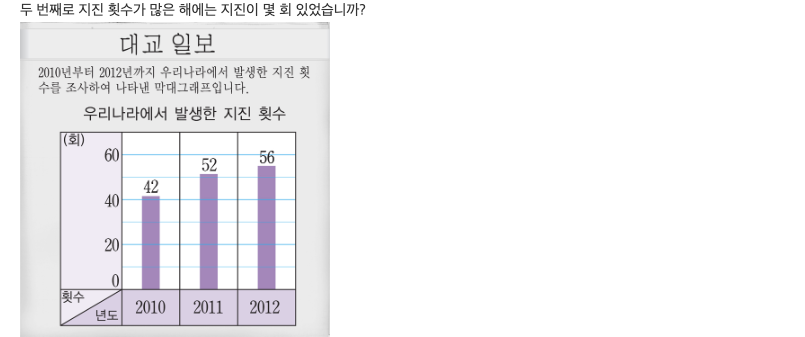 두 번째로 지진 횟수가 많은 해에는 지진이 몇 회 있었습니까?
대교 일보
2010년부터 2012년까지 우리나라에서 발생한 지진 횟
수를 조사하여 나타낸 막대그래프입니다.
우리나라에서 발생한 지진 횟수
(회)
60
40
20
0
42
52
56
횟수
년도
2010
2011
2012